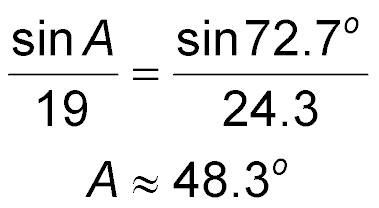 sin A / 19 = sin 72.7° / 24.3
A ≈ 48.3°